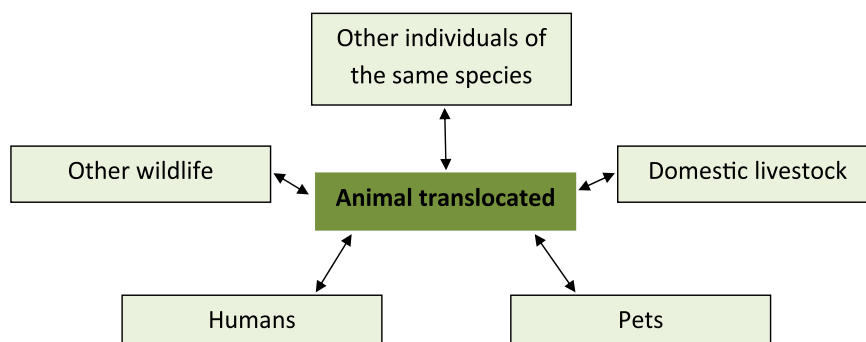 Other individuals of
the same species
Other wildlife
Domestic livestock
Animal translocated
Humans
Pets